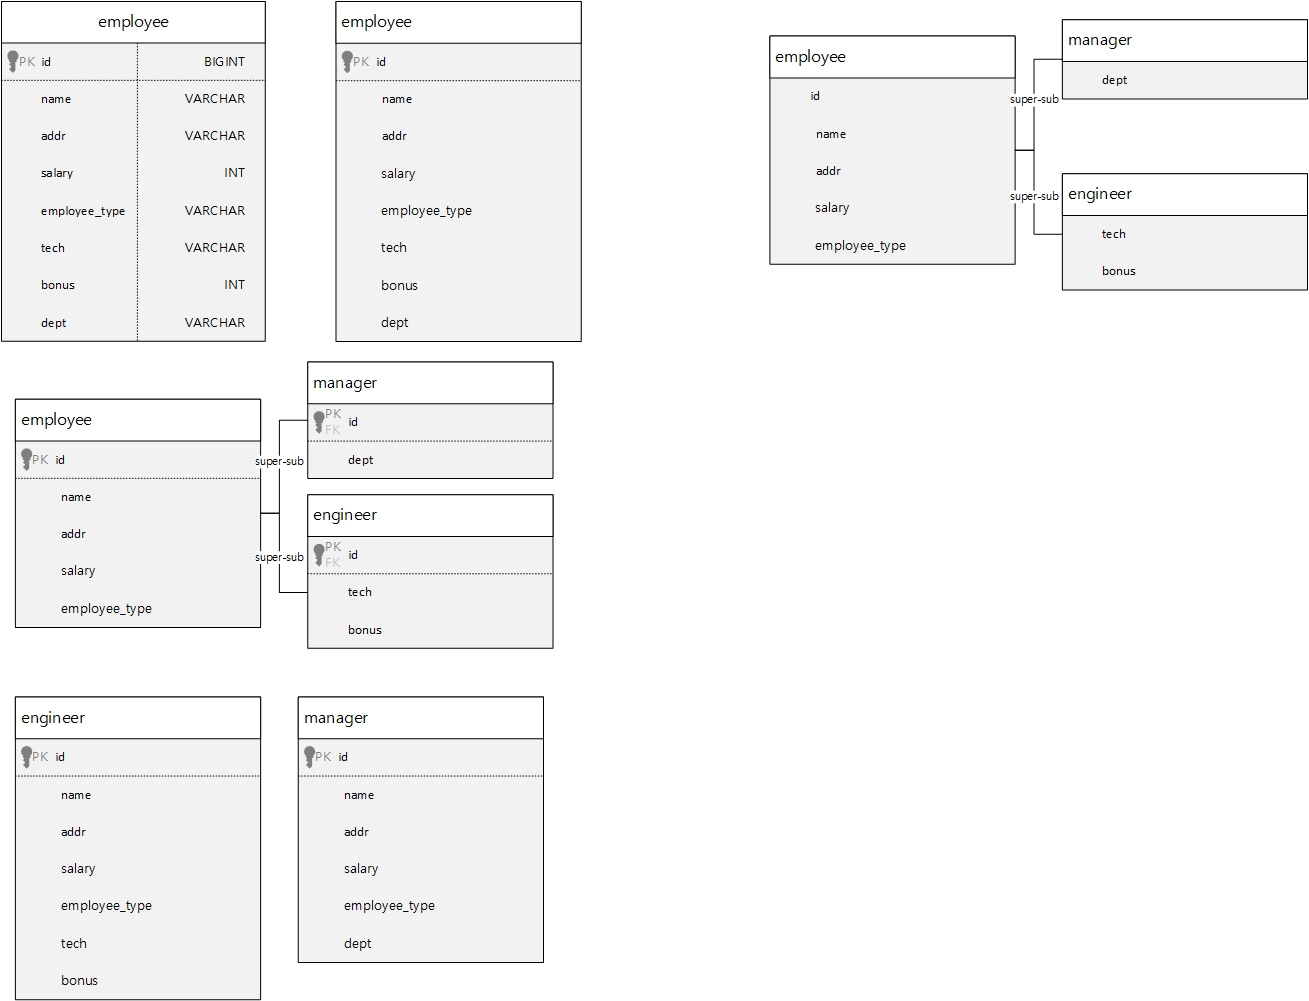 employee
PK id BIGINT
name VARCHAR
addr VARCHAR
salary INT
employee_type VARCHAR
tech VARCHAR
bonus INT
dept VARCHAR
employee
PK id
name
addr
salary
employee_type
tech
bonus
dept
employee
id
name
addr
salary
employee_type
super-sub
super-sub
manager
dept
engineer
tech
bonus
employee
PK id
name
addr
salary
employee_type
super-sub
super-sub
manager
PK
FK
id
dept
engineer
PK
FK
id
tech
bonus
engineer
PK id
name
addr
salary
employee_type
tech
bonus
manager
PK id
name
addr
salary
employee_type
dept